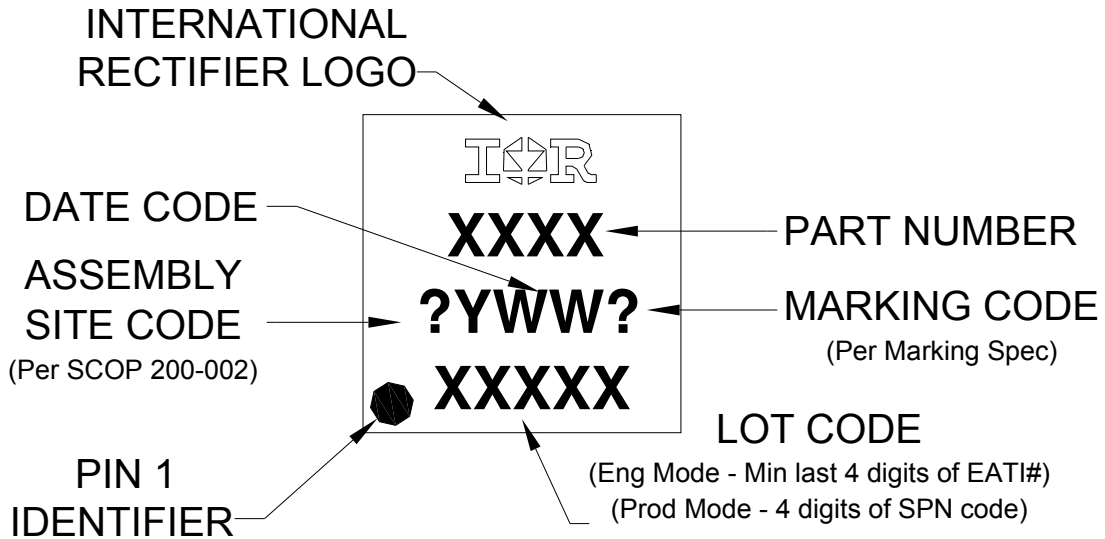 INTERNATIONAL
RECTIFIER LOGO
IOR
DATE CODE
XXXX
PART NUMBER
ASSEMBLY
SITE CODE
(Per SCOP 200-002)
?YWW?
MARKING CODE
(Per Marking Spec)
XXXXX
LOT CODE
(Eng Mode - Min last 4 digits of EATI#)
(Prod Mode - 4 digits of SPN code)
PIN 1
IDENTIFIER